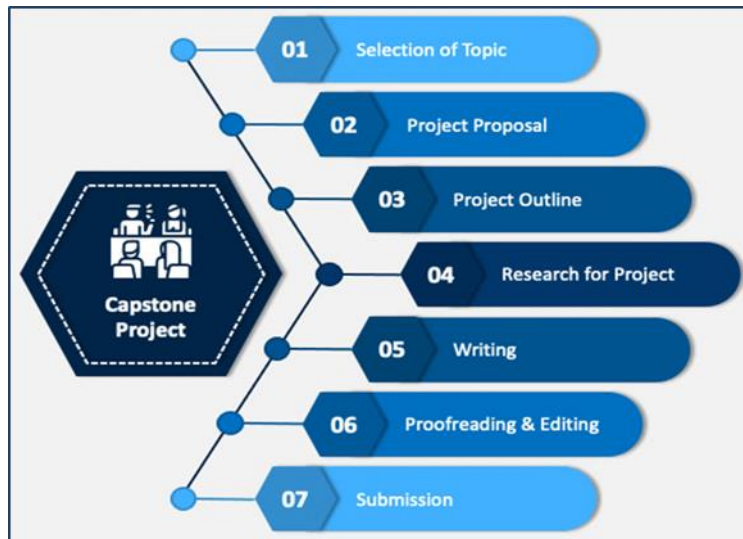 01 Selection of Topic
02 Project Proposal
03 Project Outline
Capstone
Project
04 Research for Project
05 Writing
06 Proofreading & Editing
07 Submission